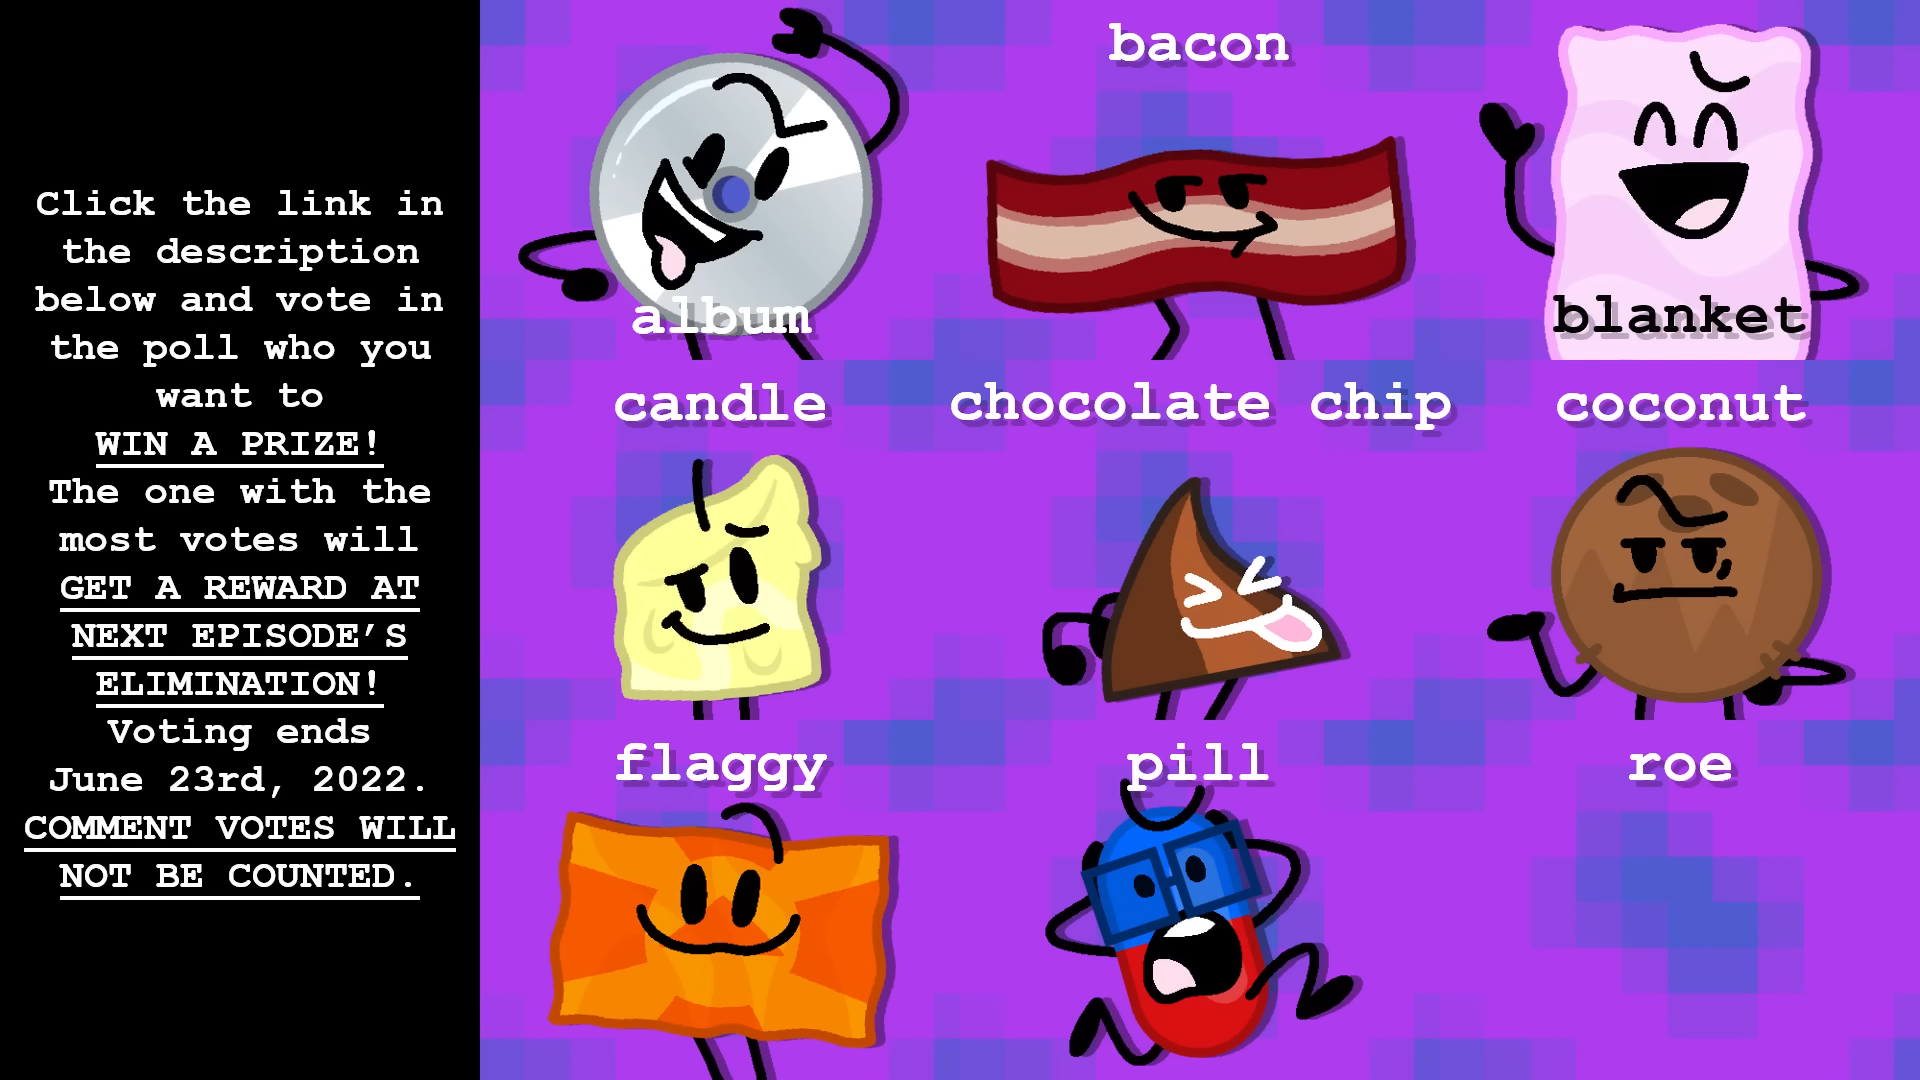 Click the link in
the description
below and vote in
the poll who you
want to
WIN A PRIZE!
The one with the
most votes will
GET A REWARD AT
NEXT EPISODE’S
ELIMINATION!
Voting ends
June 23rd, 2022.
COMMENT VOTES WILL
NOT BE COUNTED.
album
bacon
blanket
candle
chocolate chip
coconut
flaggy
pill
roe